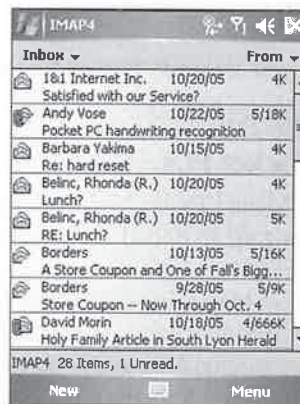 IMAP4
Inbox From
1&1 Internet Inc. 10/20/05 4K
Satisfied with our Service?
Andy Vose 10/22/05 5/18K
Pocket PC handwriting recognition
Barbara Yakima 10/15/05 4K
Re: hard reset
Belinc, Rhonda (R.) 10/20/05 4K
Lunch?
Belinc, Rhonda (R.) 10/20/05 5K
RE: Lunch?
Borders 10/13/05 5/16K
A Store Coupon and One of Fall's Bigg...
Borders 9/28/05 5/9K
Store Coupon -- Now Through Oct. 4
David Morin 10/18/05 4/666K
Holy Family Article in South Lyon Herald
IMAP4 28 Items, 1 Unread.
New Menu